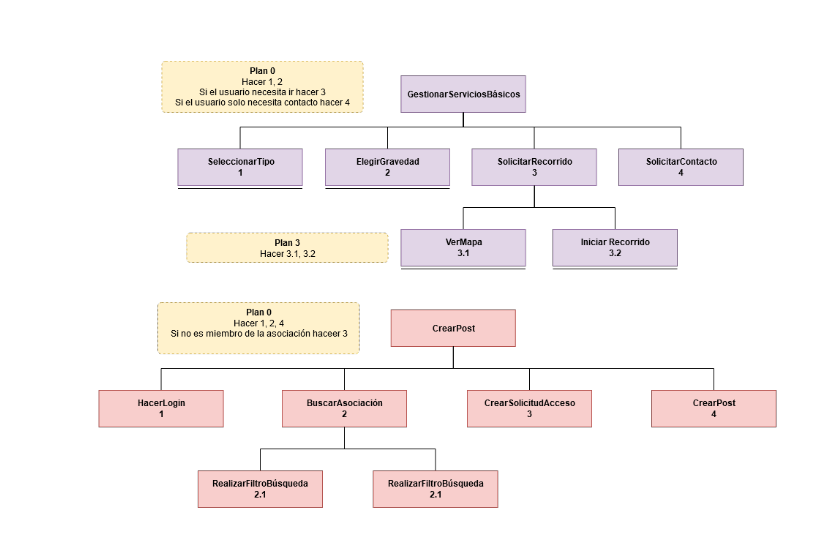 Plan 0
Hacer 1, 2
Si el usuario necesita ir hacer 3
Si el usuario solo necesita contacto hacer 4
GestionarServiciosBásicos
SeleccionarTipo
1
ElegirGravedad
2
SolicitarRecorrido
3
SolicitarContacto
4
Plan 3
Hacer 3.1, 3.2
VerMapa
3.1
Iniciar Recorrido
3.2
Plan 0
Hacer 1, 2, 4
Si no es miembro de la asociación haceer 3
CrearPost
HacerLogin
1
BuscarAsociación
2
CrearSolicitudAcceso
3
CrearPost
4
RealizarFiltroBúsqueda
2.1
RealizarFiltroBúsqueda
2.1